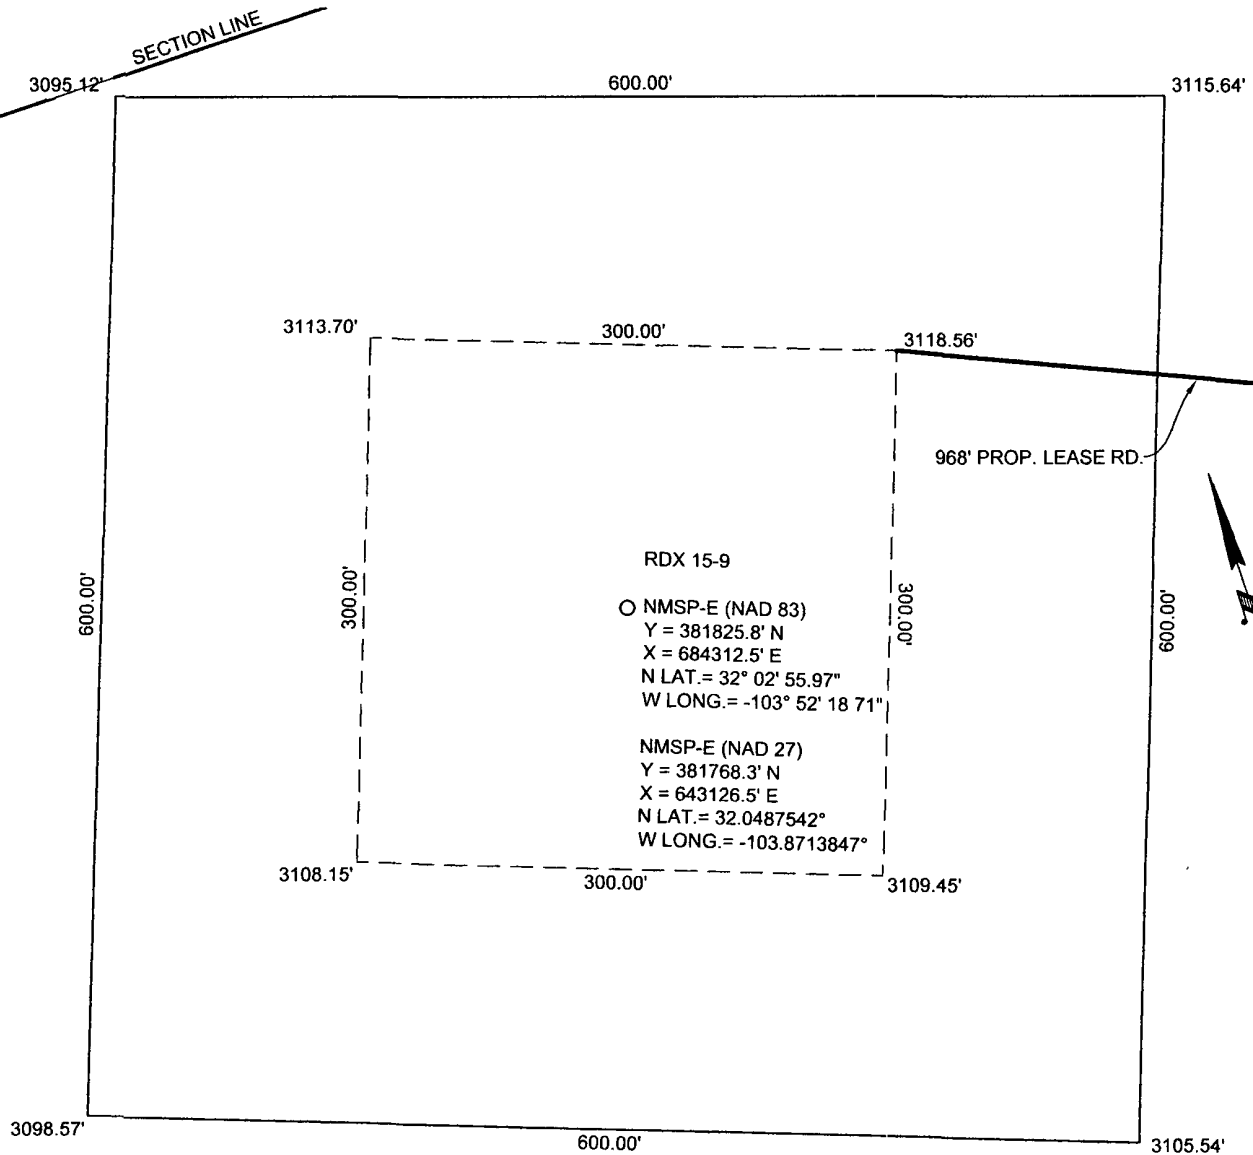 SECTION LINE
3095.12'
600.00'
3115.64'
3113.70'
300.00'
3118.56'
968' PROP. LEASE RD.
600.00'
300.00'
300.00'
600.00'
RDX 15-9
NMSP-E (NAD 83)
Y = 381825.8' N
X = 684312.5' E
N LAT.= 32° 02' 55.97"
W LONG.= -103° 52' 18 71"
NMSP-E (NAD 27)
Y = 381768.3' N
X = 643126.5' E
N LAT.= 32.0487542°
W LONG.= -103.8713847°
3108.15'
300.00'
3109.45'
3098.57'
600.00'
3105.54'